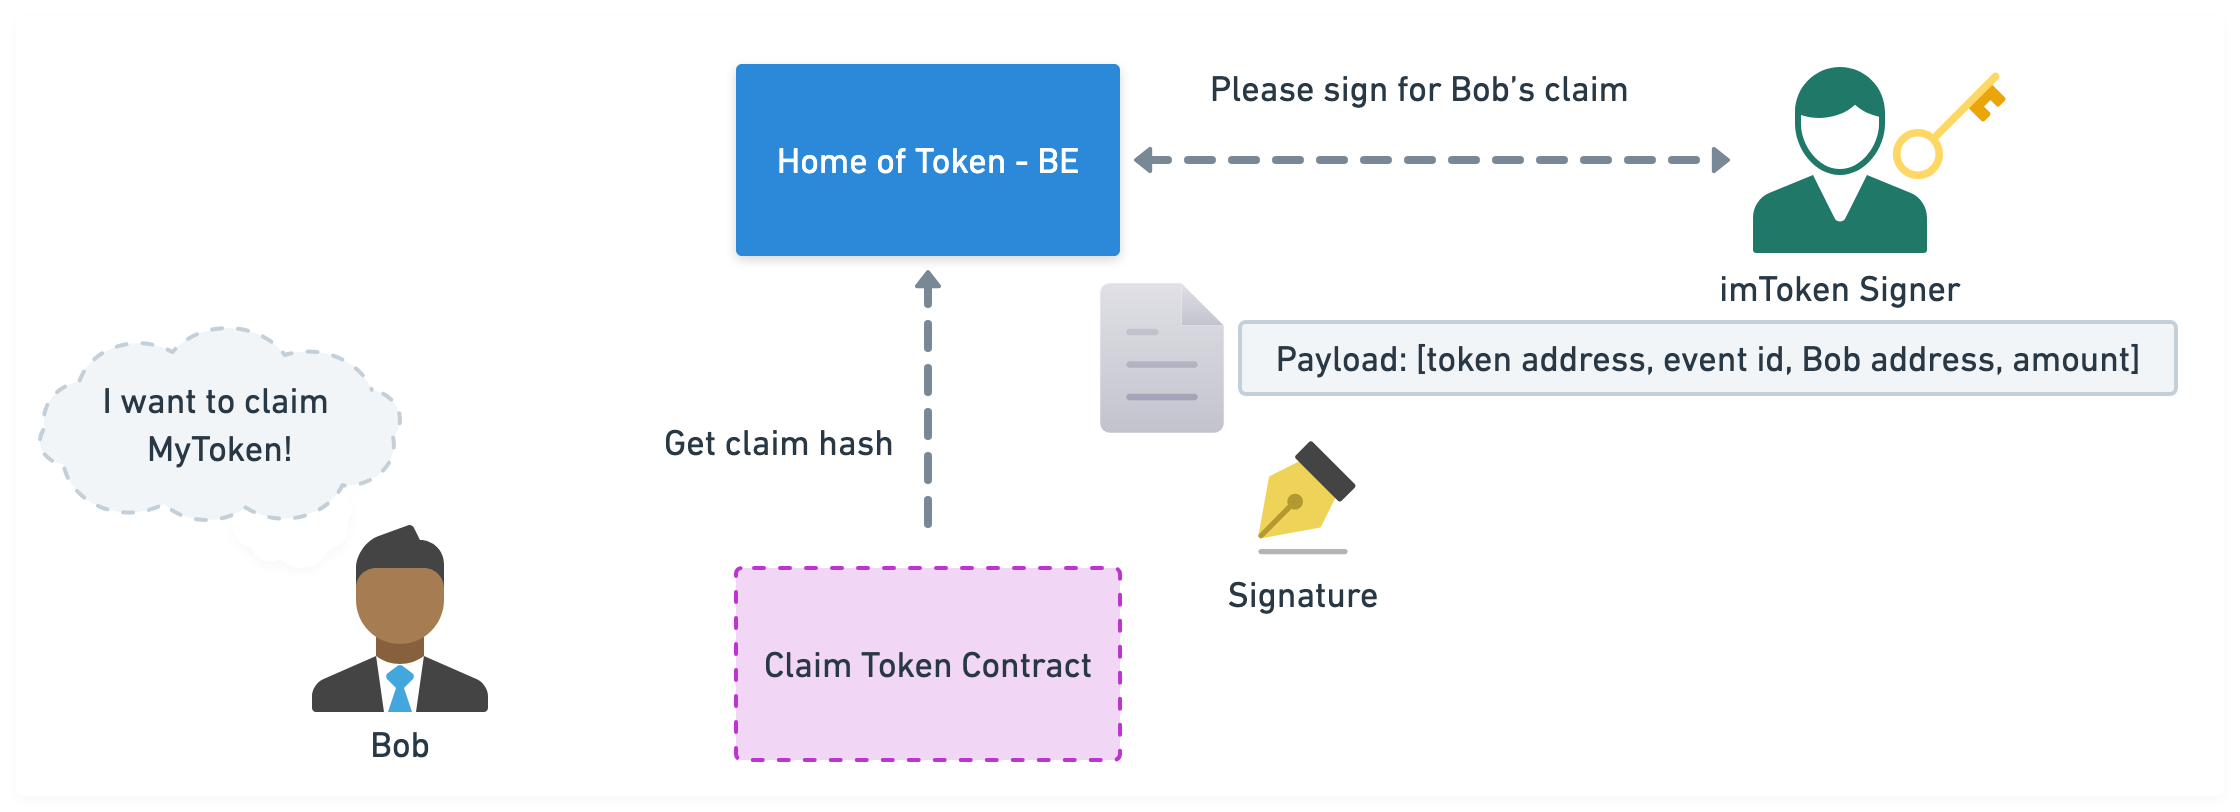 Home of Token - BE
Please sign for Bob’s claim
imToken Signer
Payload: [token address, event id, Bob address, amount]
I want to claim
MyToken!
Get claim hash
Signature
Claim Token Contract
Bob